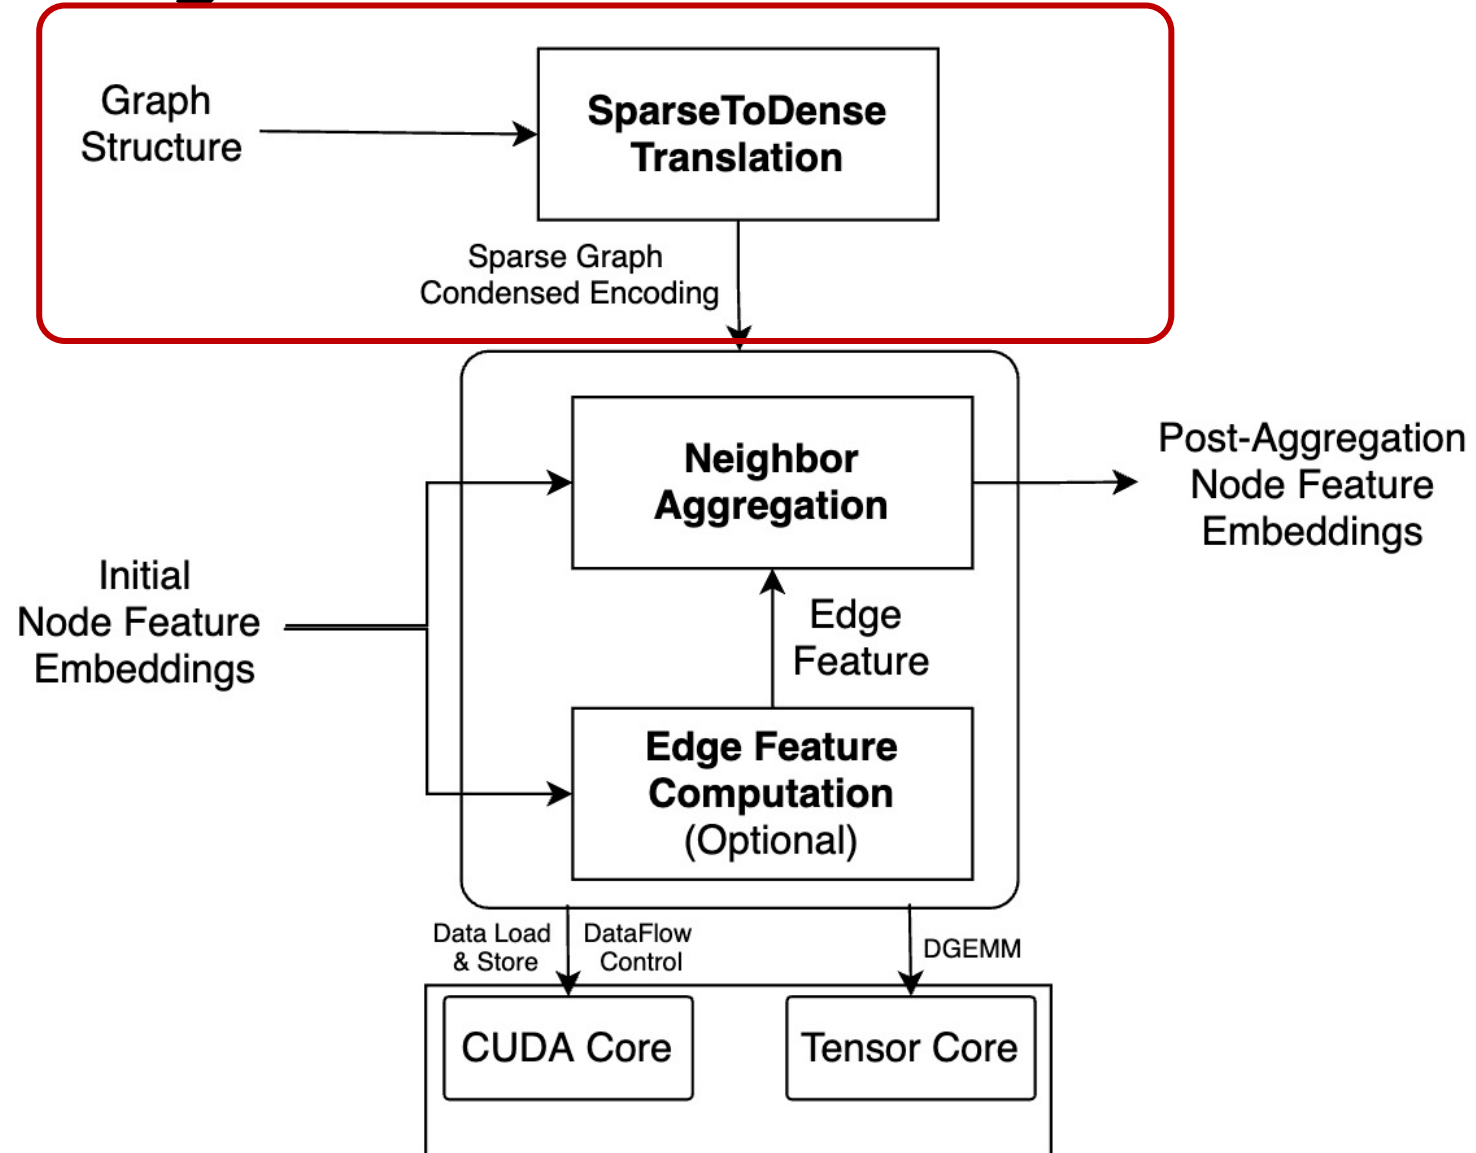 Graph
Structure
SparseToDense
Translation
Sparse Graph
Condensed Encoding
Neighbor
Aggregation
Post-Aggregation
Node Feature
Embeddings
Initial
Node Feature
Embeddings
Edge
Feature
Edge Feature
Computation
(Optional)
Data Load
& Store
DataFlow
Control
DGEMM
CUDA Core
Tensor Core